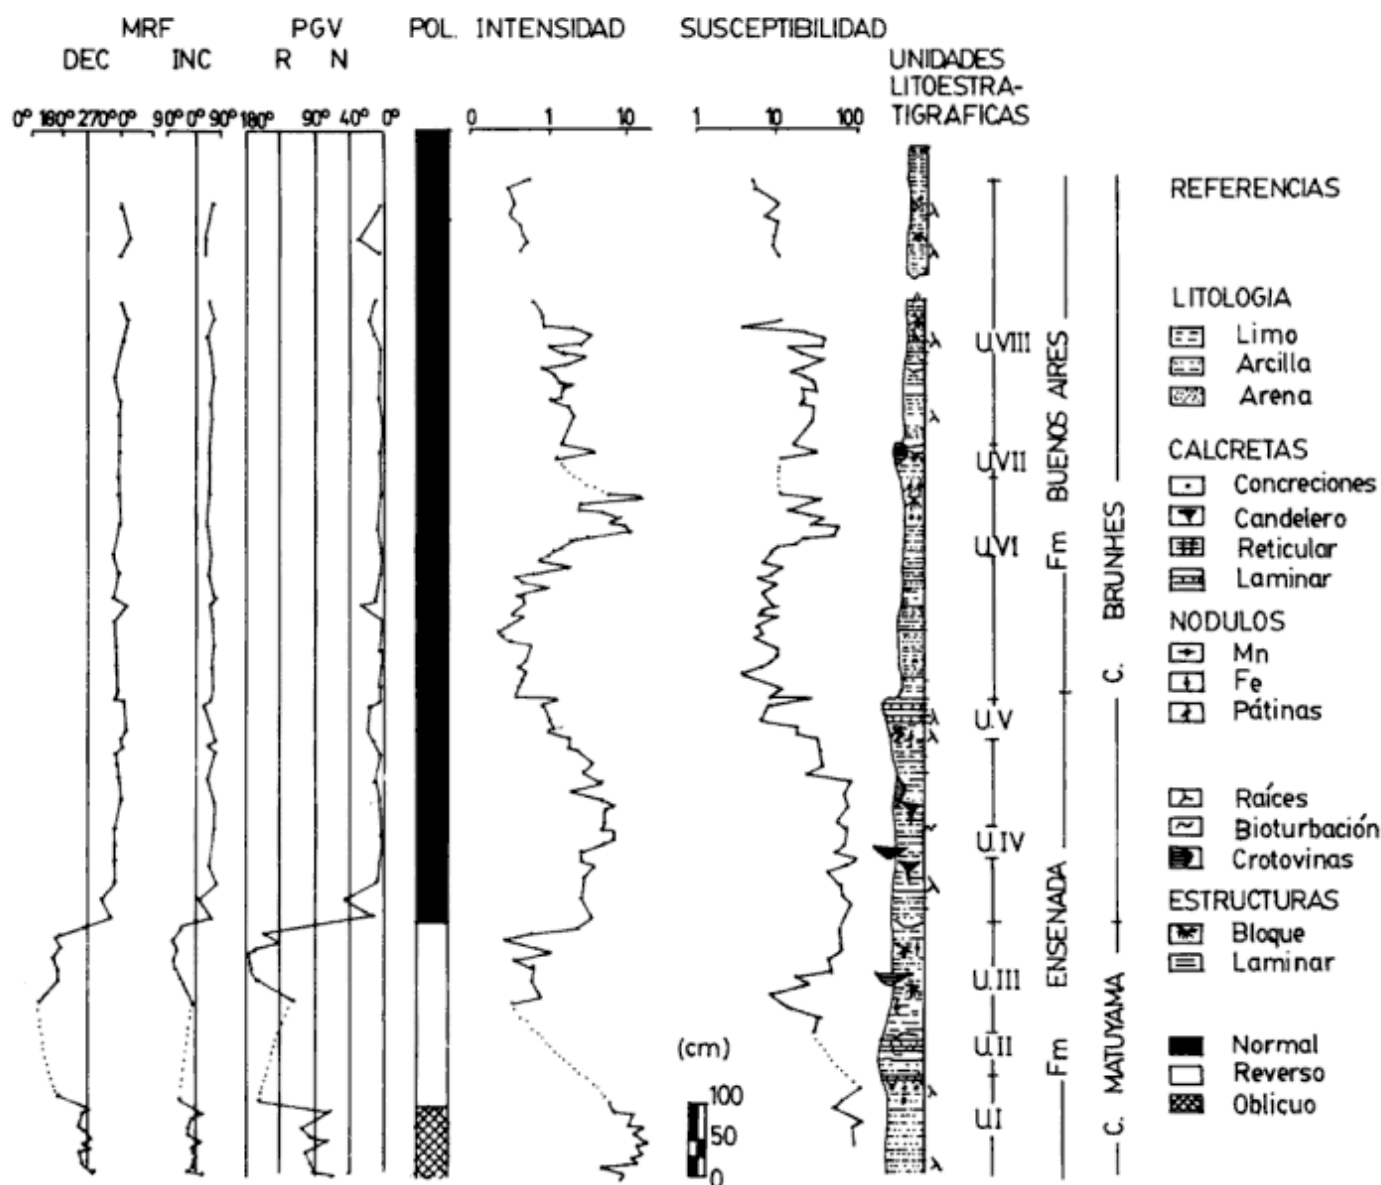 MRF PGV POL. INTENSIDAD SUSCEPTIBILIDAD
DEC INC R N
UNIDADES
LITOESTRA-
TIGRAFICAS
0° 160° 270° 0° 90° 0° 90° 180° 90° 40° 0° 0 1 10 1 10 100
U.VIII
U.VII
U.VI
U.V
U.IV
U.III
U.II
U.I
Fm BUENOS AIRES
Fm ENSENADA
C. BRUNHES
C. MATUYAMA
(cm)
100
50
0
REFERENCIAS
LITOLOGIA
Limo
Arcilla
Arena
CALCRETAS
Concreciones
Candelero
Reticular
Laminar
NODULOS
Mn
Fe
Pátinas
Raíces
Bioturbación
Crotovinas
ESTRUCTURAS
Bloque
Laminar
Normal
Reverso
Oblicuo